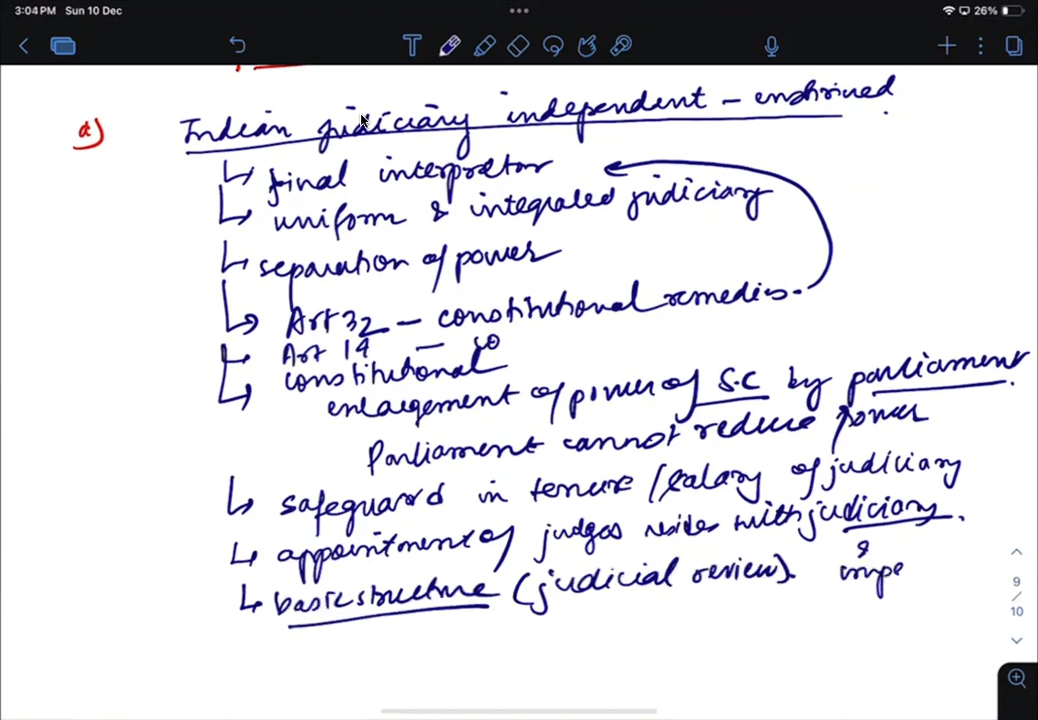 3:04 PM Sun 10 Dec
26%
a) Indian judiciary independent - enshrined
↳ final interpretor
↳ uniform & integrated judiciary
↳ separation of power
↳ Art 32 - constitutional remedies.
↳ Art 14 -
↳ constitutional
enlargement of power of S.C by parliament.
Parliament cannot reduce power
↳ safeguard in tenure / salary of judiciary
↳ appointment of judges resides with judiciary.
↳ basic structure (judicial review).
&
impe
9
/
10